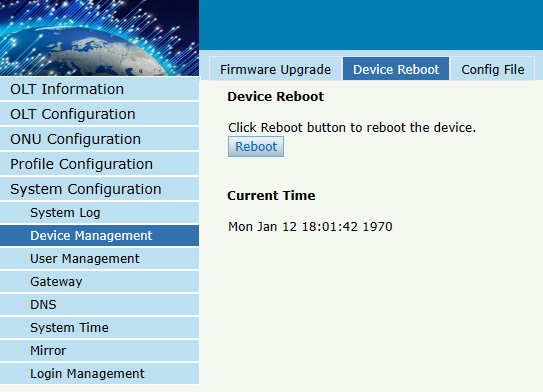 OLT Information
OLT Configuration
ONU Configuration
Profile Configuration
System Configuration
System Log
Device Management
User Management
Gateway
DNS
System Time
Mirror
Login Management
Firmware Upgrade
Device Reboot
Config File
Device Reboot
Click Reboot button to reboot the device.
Reboot
Current Time
Mon Jan 12 18:01:42 1970